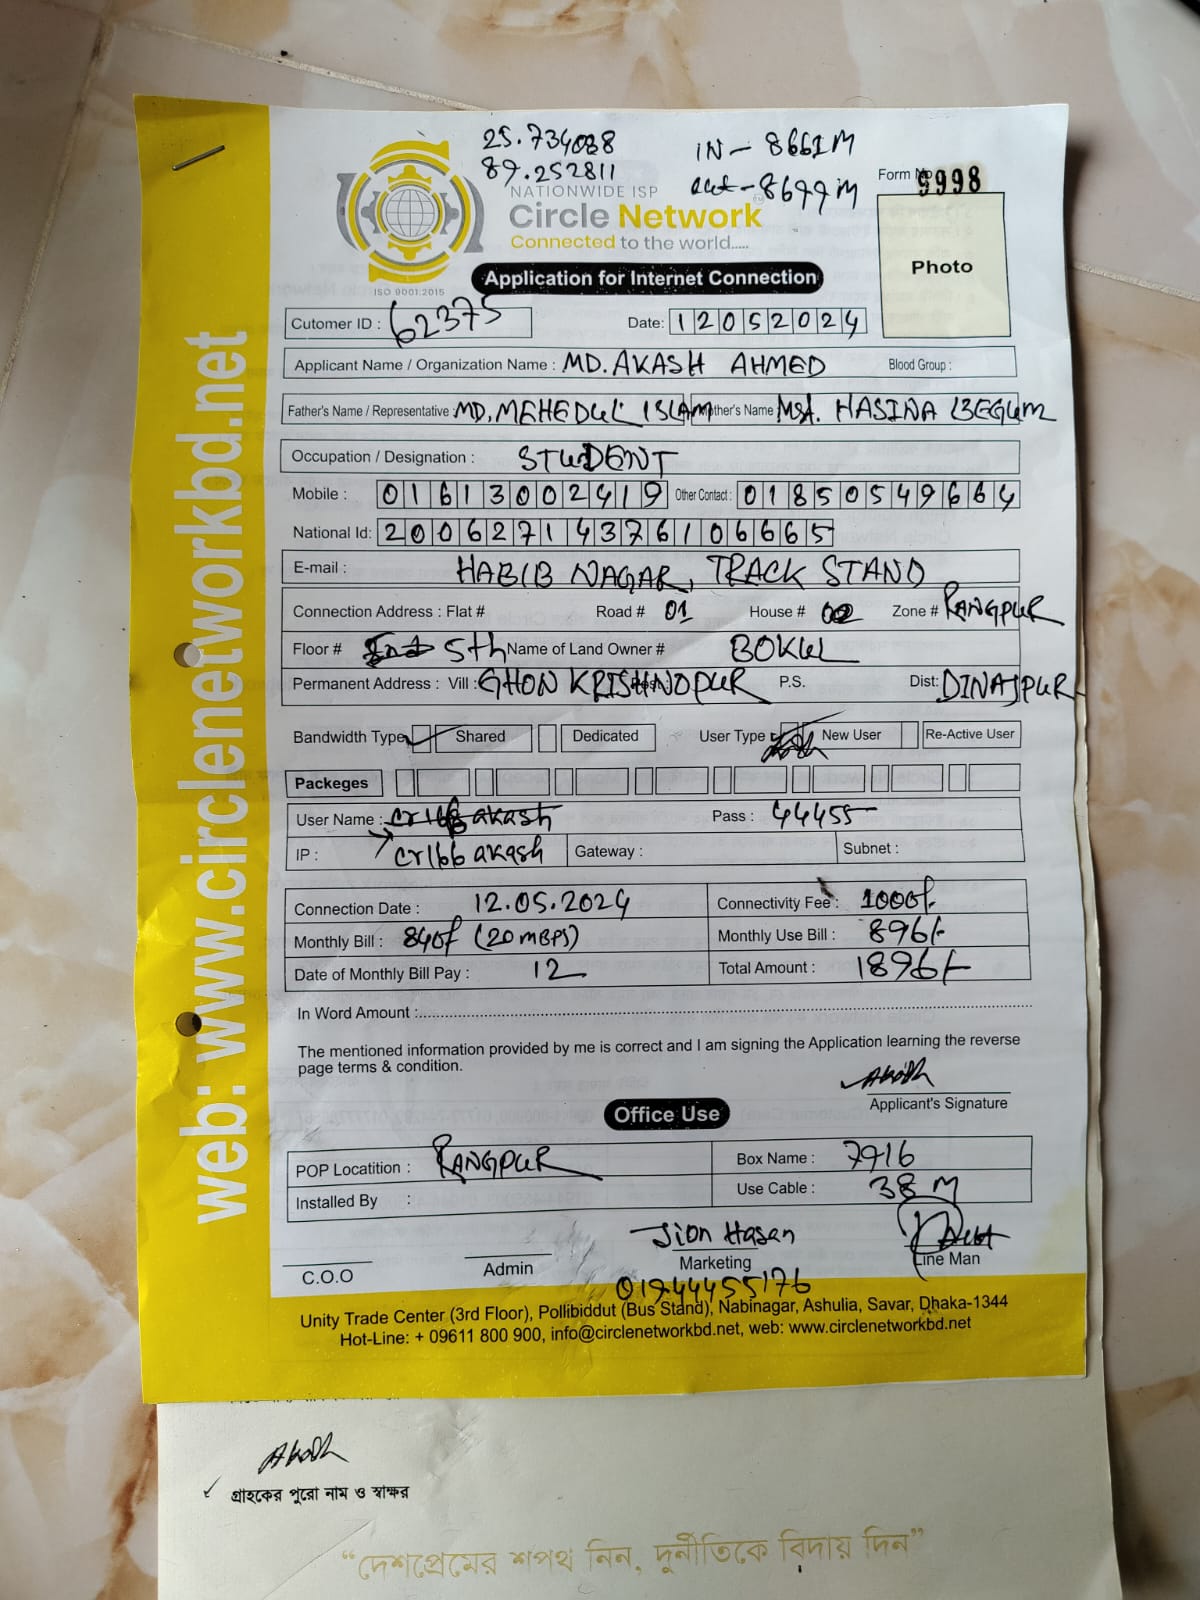 25.734038
89.252811
IN - 8661M
out - 8699M
Form No 9998
NATIONWIDE ISP
Circle Network
Connected to the world.....
ISO 9001:2015
Application for Internet Connection
Photo
Cutomer ID : 62375
Date: 12052024
Applicant Name / Organization Name : MD. AKASH AHMED Blood Group :
Father's Name / Representative : MD. MEHEDUL ISLAM Mother's Name MST. HASINA BEGUM
Occupation / Designation : STUDENT
Mobile : 01613002419 Other Contact : 01850549664
National Id: 20062714376106665
E-mail : HABIB NAGAR, TRACK STAND
Connection Address : Flat # Road # 01 House # 02 Zone # RANGPUR
Floor # 5th Name of Land Owner # BOKUL
Permanent Address : Vill : GHON KRISHNOPUR P.S. Dist: DINAJPUR
Bandwidth Type Shared Dedicated User Type New User Re-Active User
Packeges
User Name : cr166 akash Pass : 44455
IP : cr166 akash Gateway : Subnet :
Connection Date : 12.05.2024 Connectivity Fee : 1000/-
Monthly Bill : 840/- (20 MBPS) Monthly Use Bill : 896/-
Date of Monthly Bill Pay : 12 Total Amount : 1896/-
In Word Amount :
The mentioned information provided by me is correct and I am signing the Application learning the reverse
page terms & condition.
Akash
Applicant's Signature
Office Use
POP Locatition : RANGPUR Box Name : 7916
Installed By : Use Cable : 38 M
Jion Hasan
C.O.O Admin Marketing Line Man
01944455176
Unity Trade Center (3rd Floor), Pollibiddut (Bus Stand), Nabinagar, Ashulia, Savar, Dhaka-1344
Hot-Line: + 09611 800 900, info@circlenetworkbd.net, web: www.circlenetworkbd.net
web: www.circlenetworkbd.net
Akash
গ্রাহকের পুরো নাম ও স্বাক্ষর
“দেশপ্রেমের শপথ নিন, দুর্নীতিকে বিদায় দিন”